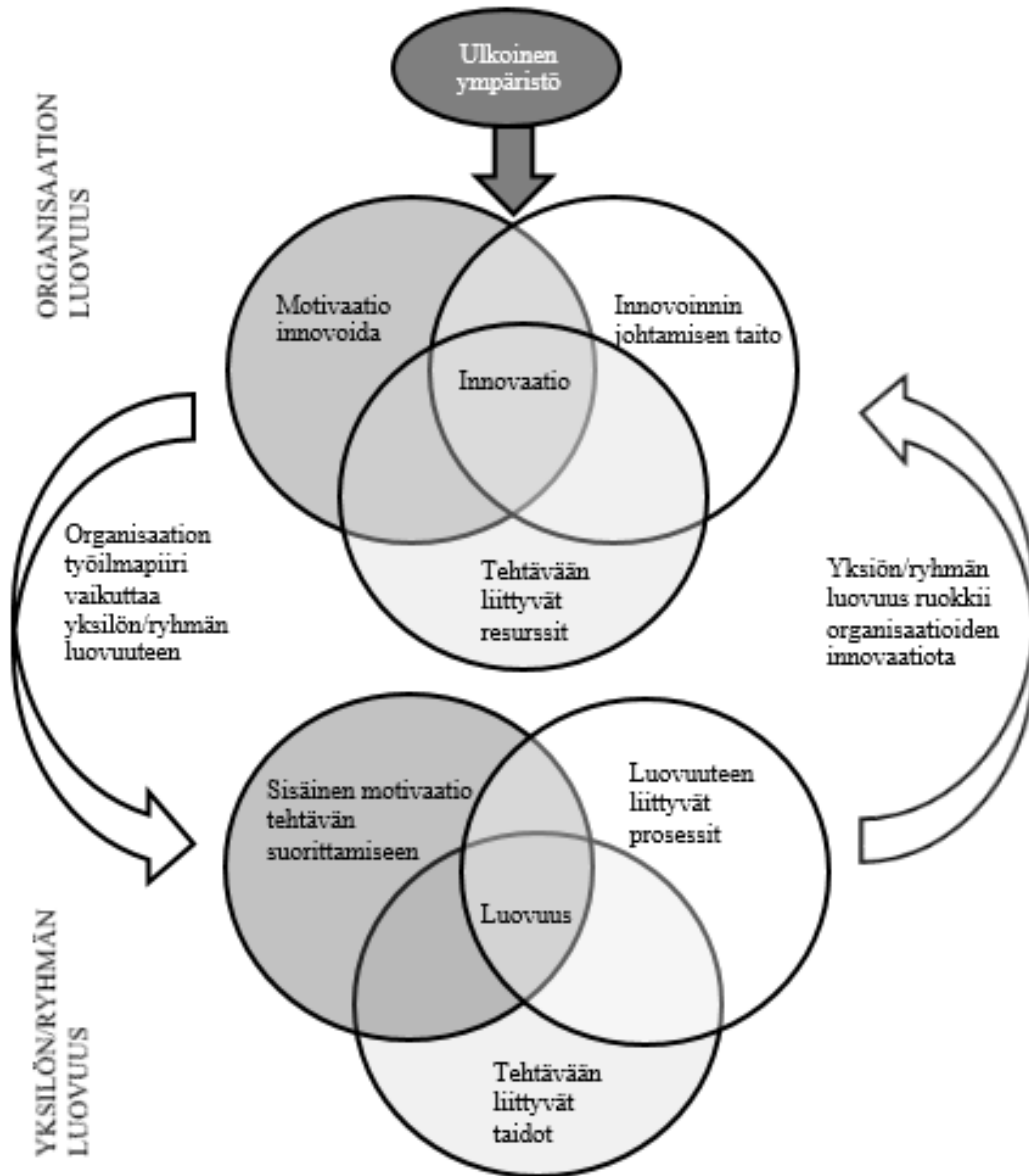 Ulkoinen
ympäristö
ORGANISAATION
LUOVUUS
Motivaatio
innovoida
Innovoinnin
johtamisen taito
Innovaatio
Tehtävään
liittyvät
resurssit
Organisaation
työilmapiiri
vaikuttaa
yksilön/ryhmän
luovuuteen
Yksiön/ryhmän
luovuus ruokkii
organisaatioiden
innovaatiota
Sisäinen motivaatio
tehtävän
suorittamiseen
Luovuuteen
liittyvät
prosessit
Luovuus
Tehtävään
liittyvät
taidot
YKSILÖN/RYHMÄN
LUOVUUS